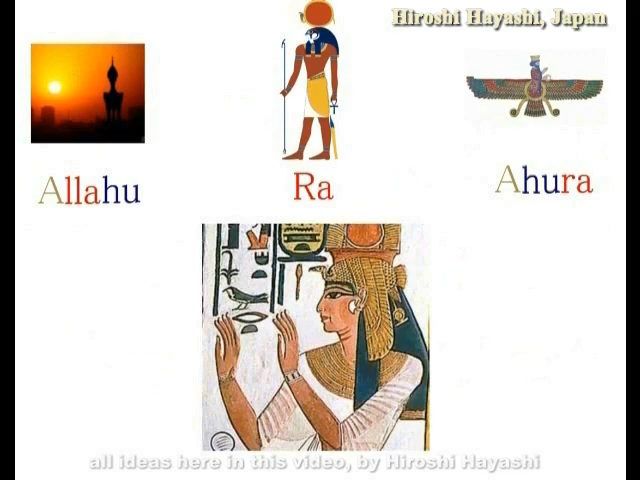 Hiroshi Hayashi, Japan
Allahu
Ra
Ahura
all ideas here in this video, by Hiroshi Hayashi